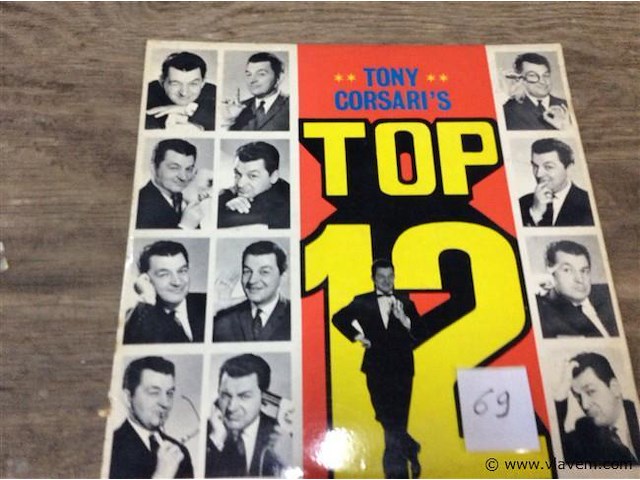 ** TONY **
CORSARI'S
TOP
12
69
© www.vlavem.com